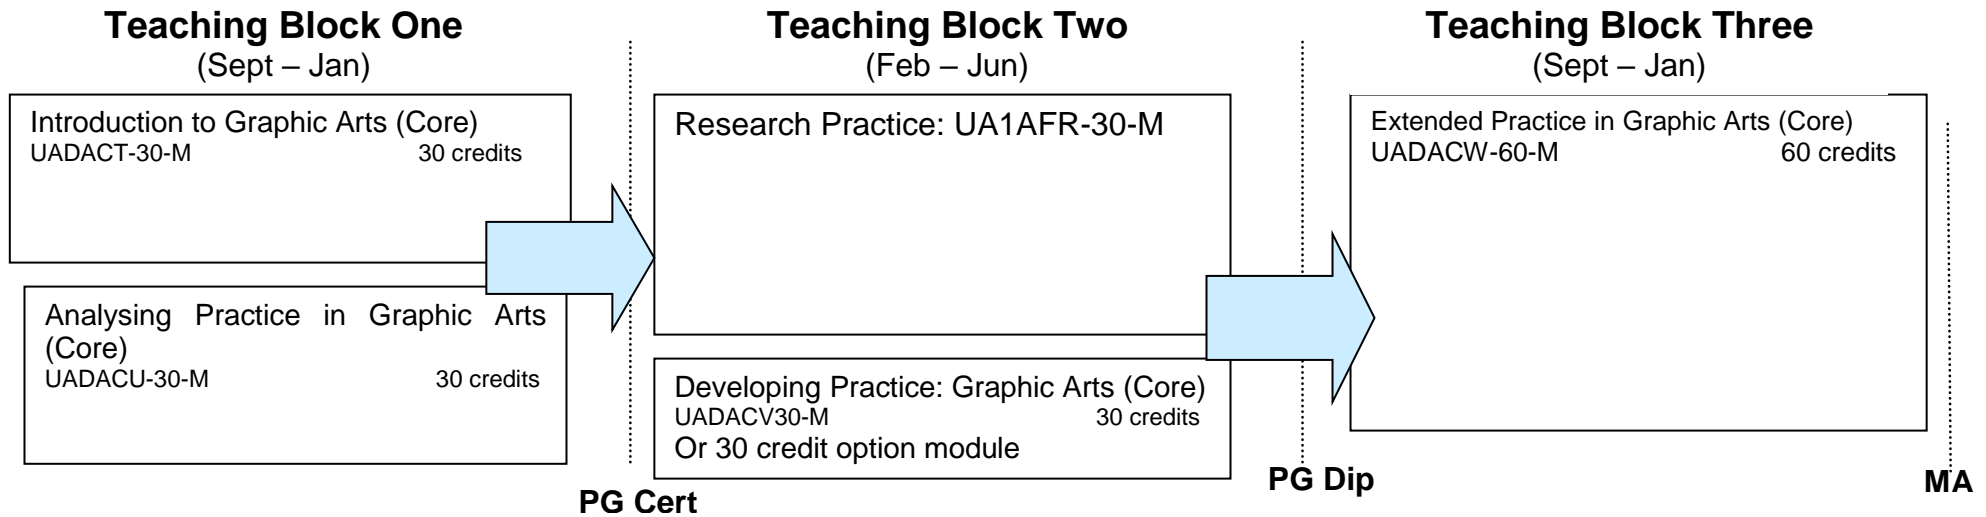 Teaching Block One
(Sept – Jan)
Introduction to Graphic Arts (Core)
UADACT-30-M 30 credits
Analysing Practice in Graphic Arts
(Core)
UADACU-30-M 30 credits
PG Cert
Teaching Block Two
(Feb – Jun)
Research Practice: UA1AFR-30-M
Developing Practice: Graphic Arts (Core)
UADACV30-M 30 credits
Or 30 credit option module
PG Dip
Teaching Block Three
(Sept – Jan)
Extended Practice in Graphic Arts (Core)
UADACW-60-M 60 credits
MA